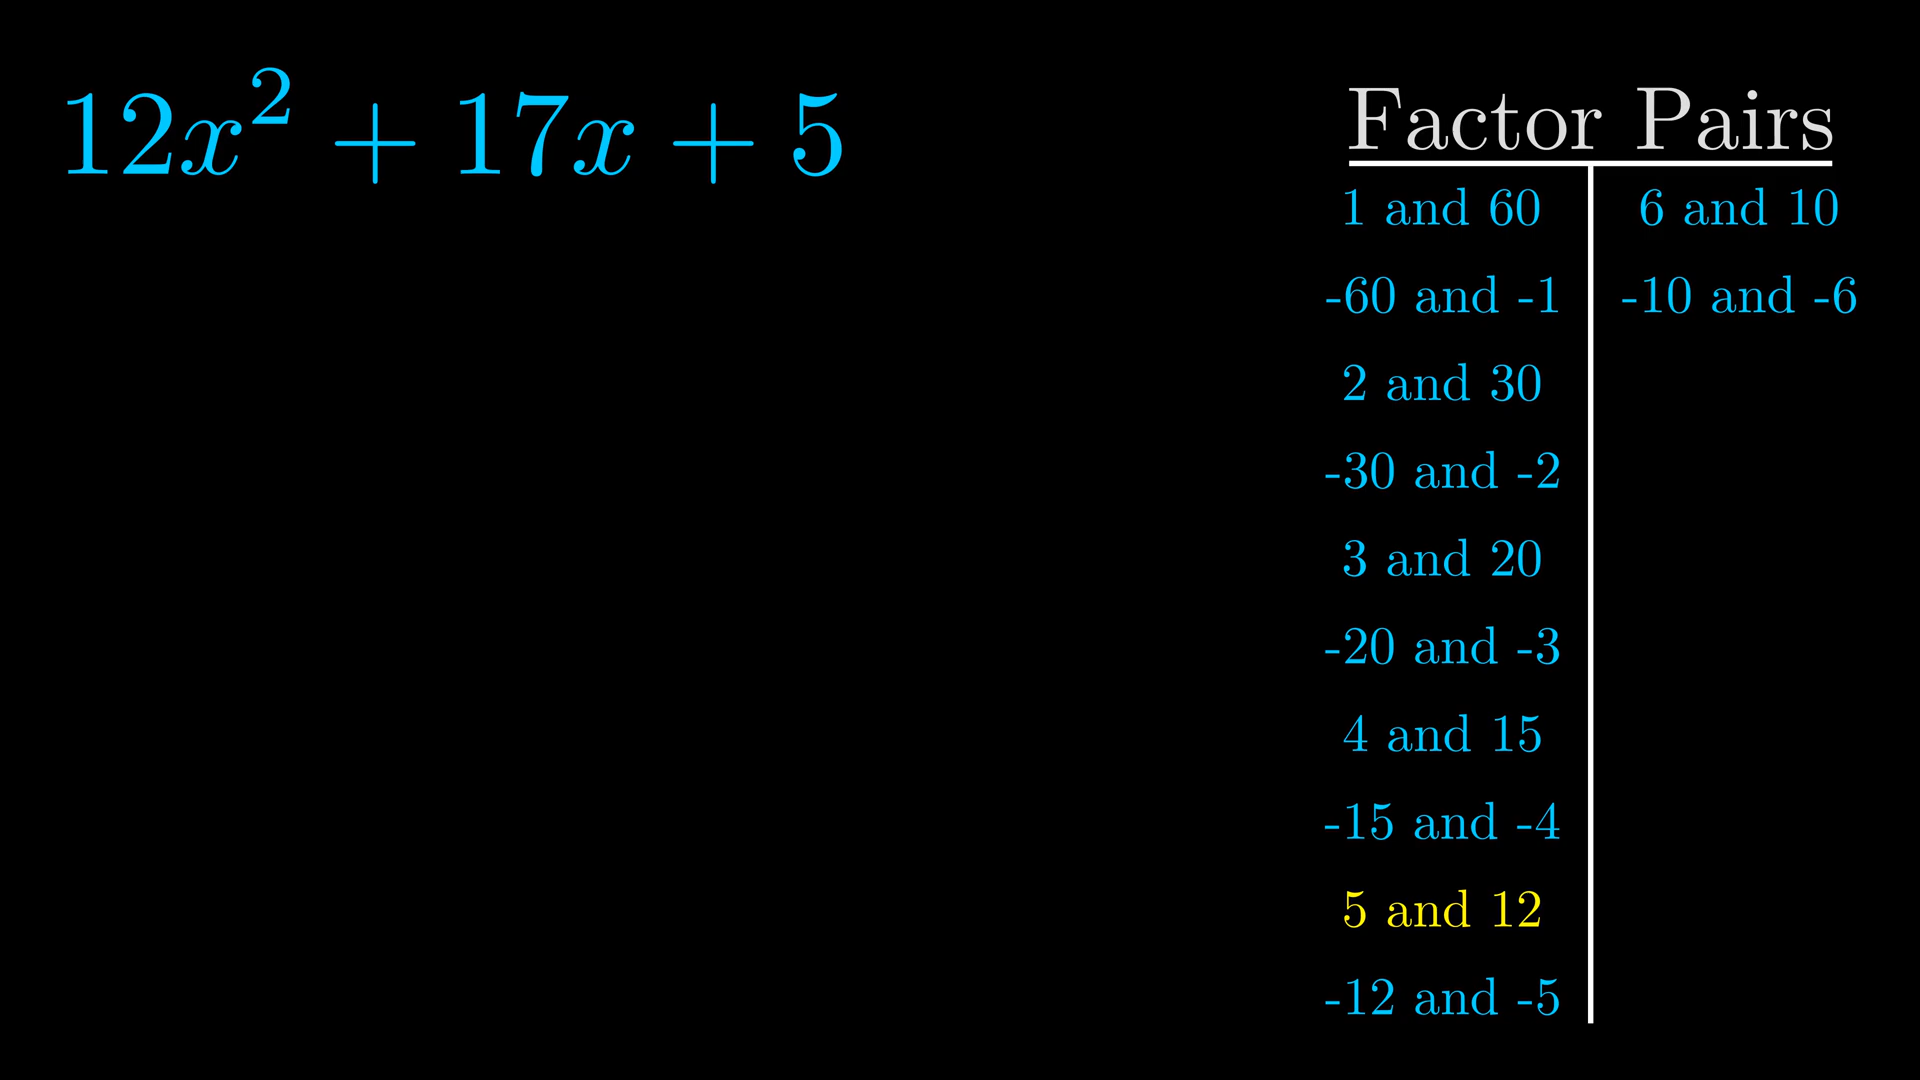 12x² + 17x + 5
Factor Pairs
1 and 60
-60 and -1
2 and 30
-30 and -2
3 and 20
-20 and -3
4 and 15
-15 and -4
5 and 12
-12 and -5
6 and 10
-10 and -6